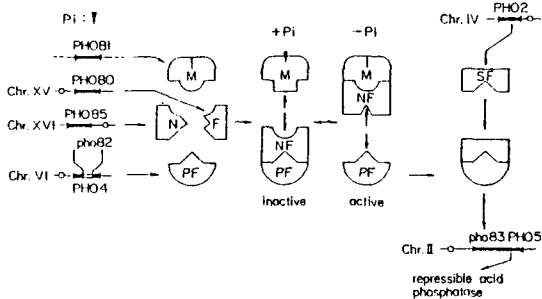 Pi : 
Chr. IV PHO2
PHO81
+Pi
-Pi
M
M
M
Chr. XV PHO80
NF
SF
Chr. XVI PHO85
N
F
NF
pho82
Chr. VI PHO4
PF
PF
PF
inactive
active
pho83 PHO5
Chr. II
repressible acid
phosphatase